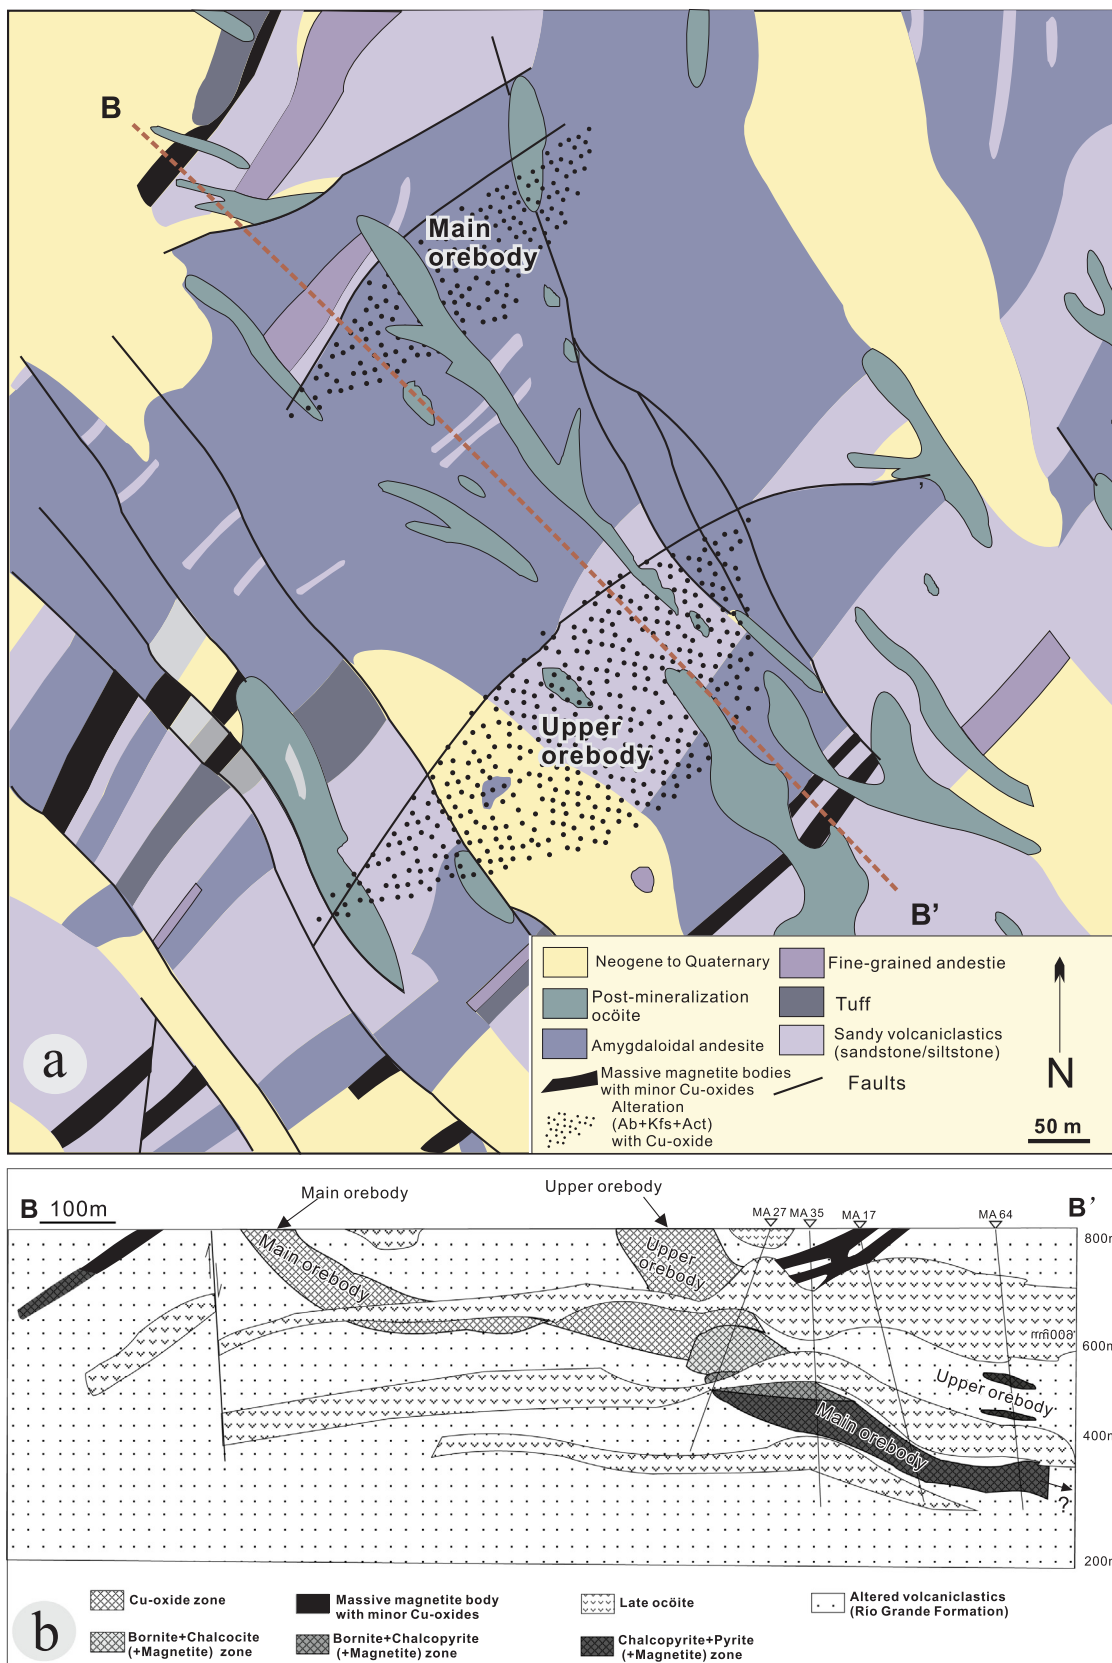 B
Main
orebody
Upper
orebody
B’
a
Neogene to Quaternary
Post-mineralization
ocöite
Amygdaloidal andesite
Massive magnetite bodies
with minor Cu-oxides
Alteration
(Ab+Kfs+Act)
with Cu-oxide
Fine-grained andestie
Tuff
Sandy volcaniclastics
(sandstone/siltstone)
Faults
N
50 m
B 100m
Main orebody
Upper orebody
MA 27 MA 35 MA 17 MA 64
B’
800m
Main orebody
Upper
orebody
600m
Upper orebody
Main orebody
400m
?
200m
b
Cu-oxide zone
Bornite+Chalcocite
(+Magnetite) zone
Massive magnetite body
with minor Cu-oxides
Bornite+Chalcopyrite
(+Magnetite) zone
Late ocöite
Chalcopyrite+Pyrite
(+Magnetite) zone
Altered volcaniclastics
(Rio Grande Formation)